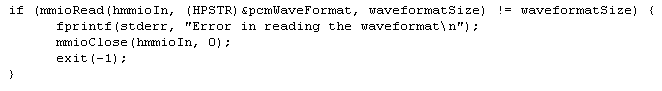 if (mmioRead(hmmioIn, (HPSTR)&pcmWaveFormat, waveformatSize) != waveformatSize) {
fprintf(stderr, "Error in reading the waveformat\n");
mmioClose(hmmioIn, 0);
exit(-1);
}